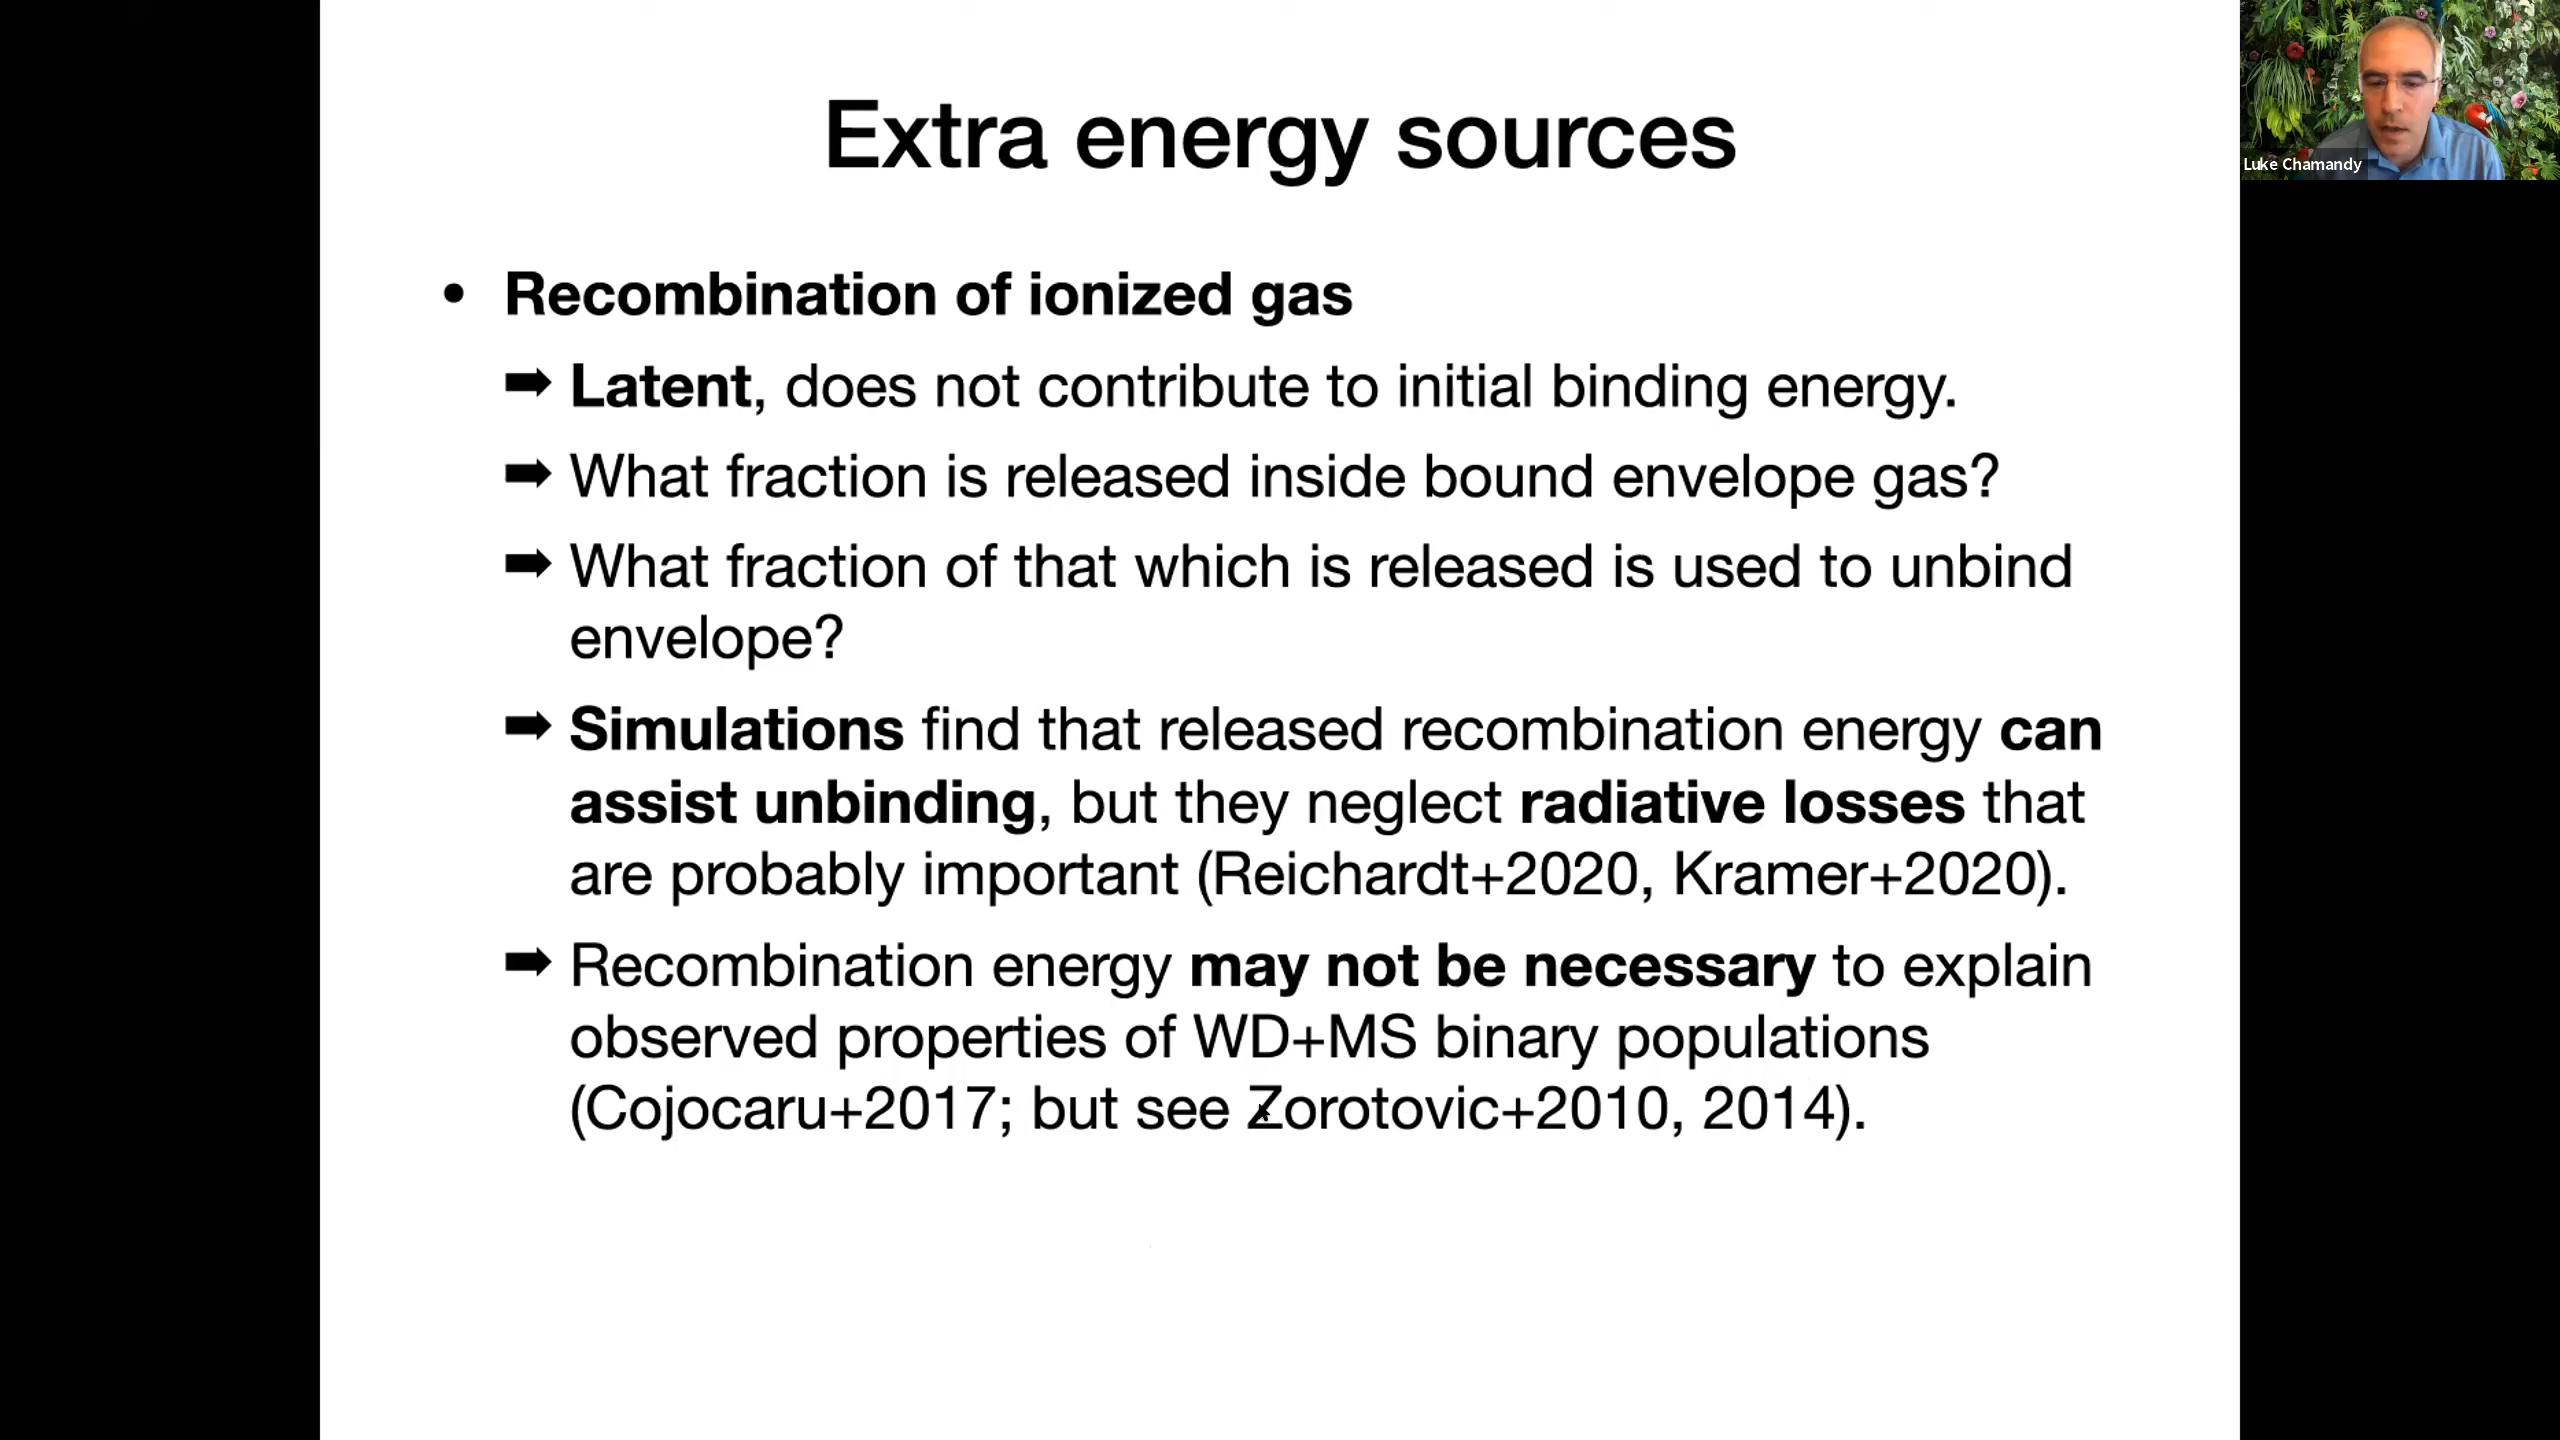 Extra energy sources
Luke Chamandy
• Recombination of ionized gas
➡ Latent, does not contribute to initial binding energy.
➡ What fraction is released inside bound envelope gas?
➡ What fraction of that which is released is used to unbind
envelope?
➡ Simulations find that released recombination energy can
assist unbinding, but they neglect radiative losses that
are probably important (Reichardt+2020, Kramer+2020).
➡ Recombination energy may not be necessary to explain
observed properties of WD+MS binary populations
(Cojocaru+2017; but see Zorotovic+2010, 2014).